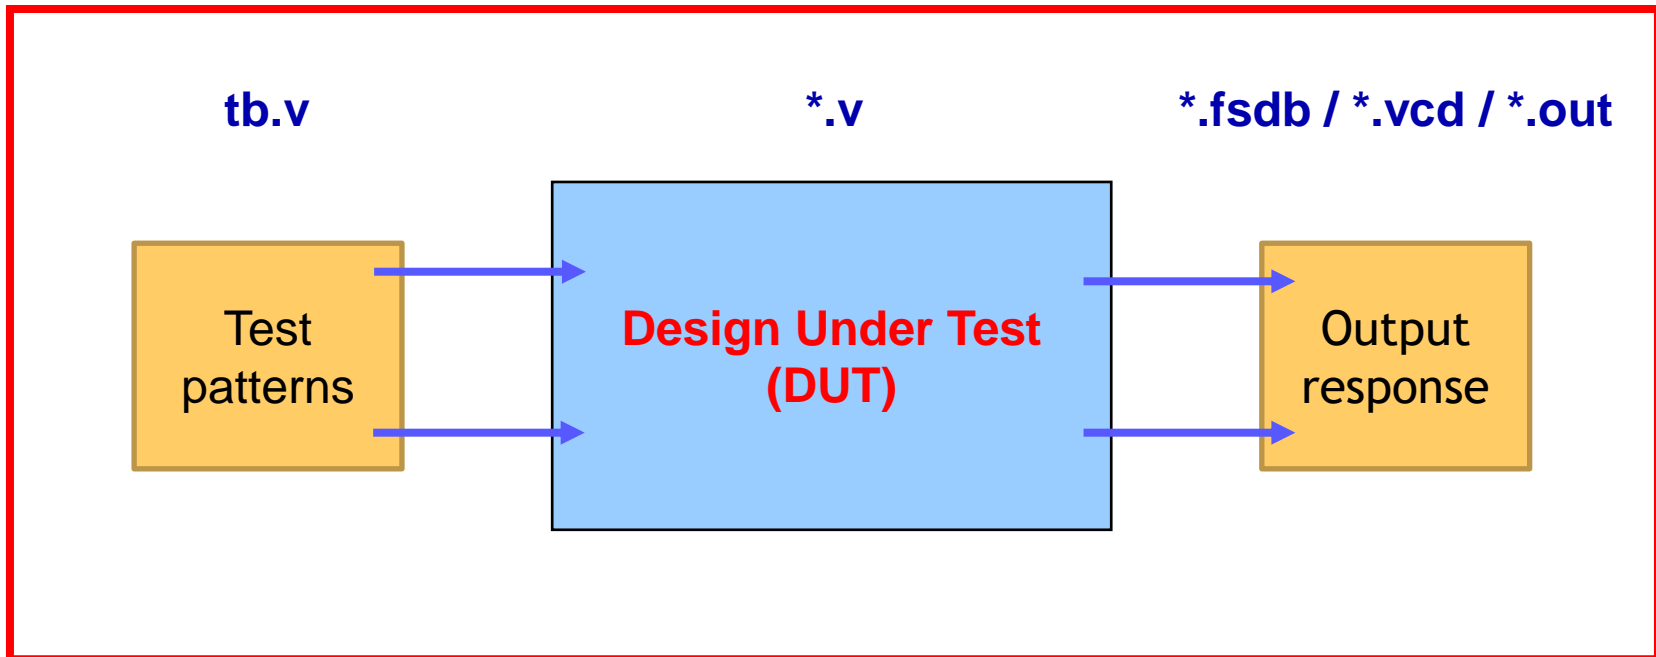 tb.v
*.v
*.fsdb / *.vcd / *.out
Test
patterns
Design Under Test
(DUT)
Output
response